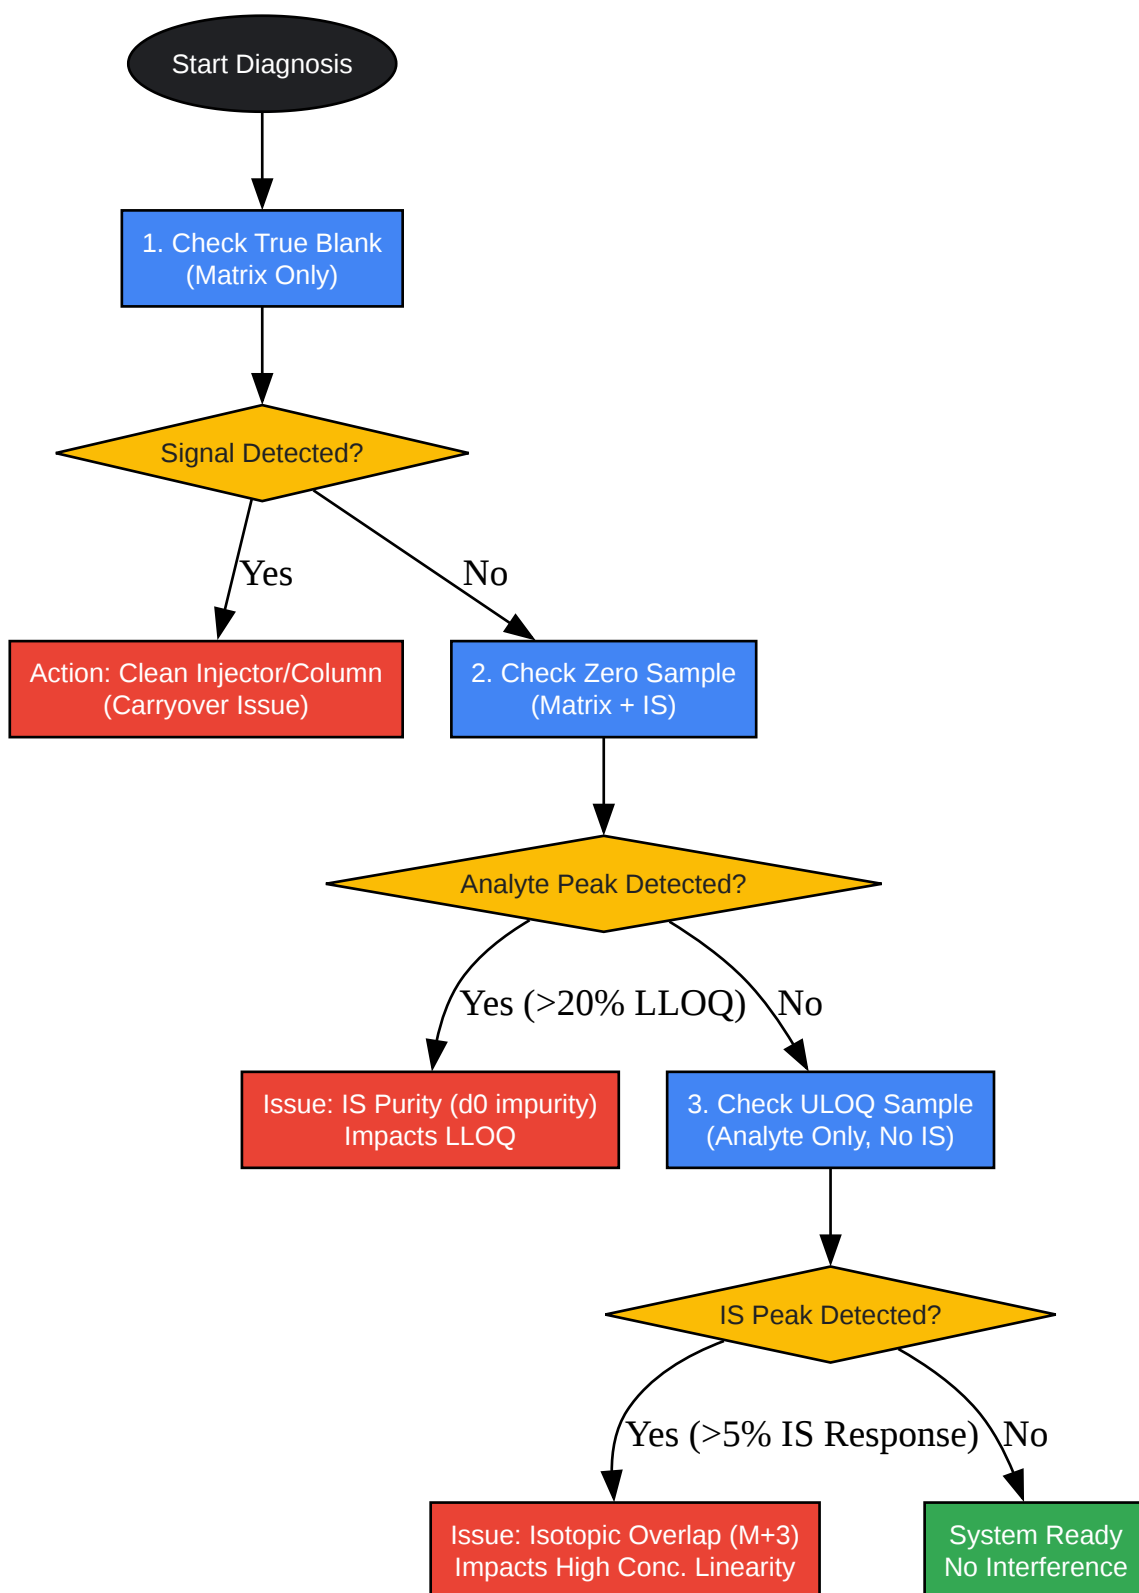 Start Diagnosis
1. Check True Blank
(Matrix Only)
Signal Detected?
Yes
No
Action: Clean Injector/Column
(Carryover Issue)
2. Check Zero Sample
(Matrix + IS)
Analyte Peak Detected?
Yes (>20% LLOQ)
No
Issue: IS Purity (d0 impurity)
Impacts LLOQ
3. Check ULOQ Sample
(Analyte Only, No IS)
IS Peak Detected?
Yes (>5% IS Response)
No
Issue: Isotopic Overlap (M+3)
Impacts High Conc. Linearity
System Ready
No Interference